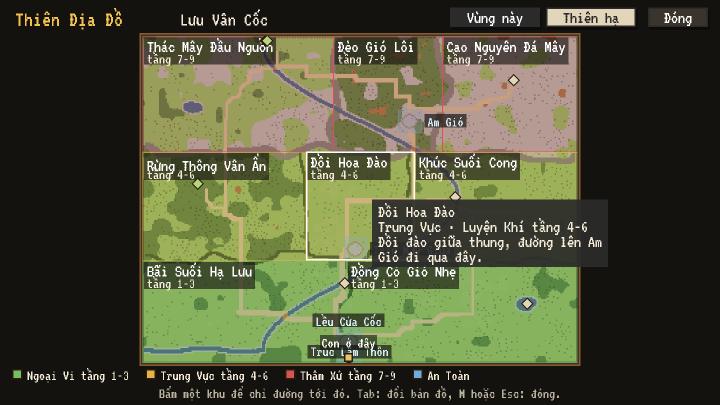 Thiên Địa Đồ
Lưu Vân Cốc
Vùng này
Thiên hạ
Đóng
Thác Mây Đầu Nguồn
tầng 7-9
Đèo Gió Lôi
tầng 7-9
Cao Nguyên Đá Mây
tầng 7-9
Am Gió
Rừng Thông Vân Ẩn
tầng 4-6
Đồi Hoa Đào
tầng 4-6
Khúc Suối Cong
tầng 4-6
Đồi Hoa Đào
Trung Vực · Luyện Khí tầng 4-6
Đồi đào giữa thung, đường lên Am
Gió đi qua đây.
Bãi Suối Hạ Lưu
tầng 1-3
Đồng Cỏ Gió Nhẹ
tầng 1-3
Lều Cửa Cốc
Con ở đây
Trúc Lâm Thôn
Ngoại Vi tầng 1-3
Trung Vực tầng 4-6
Thâm Xứ tầng 7-9
An Toàn
Bấm một khu để chỉ đường tới đó. Tab: đổi bản đồ, M hoặc Esc: đóng.